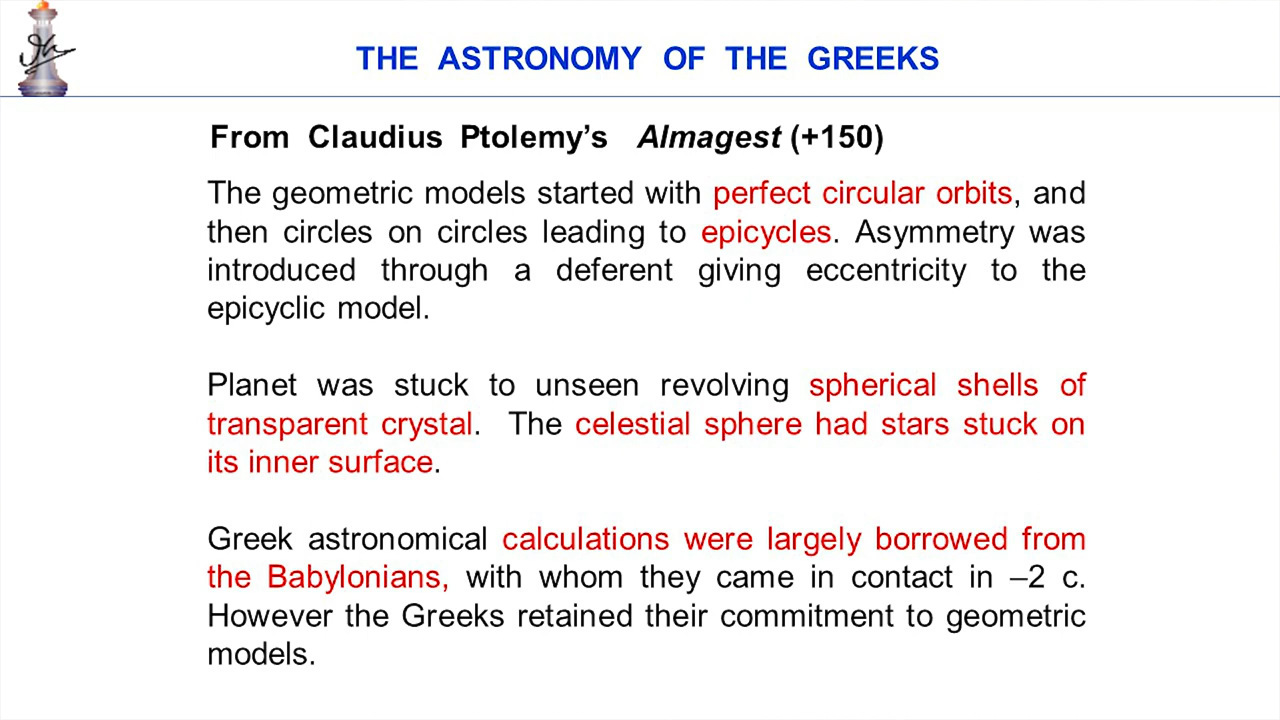 THE ASTRONOMY OF THE GREEKS
From Claudius Ptolemy’s Almagest (+150)
The geometric models started with perfect circular orbits, and
then circles on circles leading to epicycles. Asymmetry was
introduced through a deferent giving eccentricity to the
epicyclic model.
Planet was stuck to unseen revolving spherical shells of
transparent crystal. The celestial sphere had stars stuck on
its inner surface.
Greek astronomical calculations were largely borrowed from
the Babylonians, with whom they came in contact in –2 c.
However the Greeks retained their commitment to geometric
models.